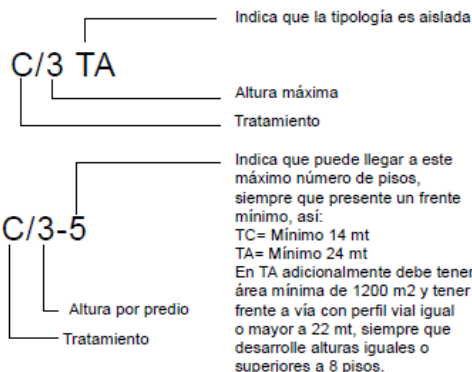 Indica que la tipología es aislada
C/3 TA
Altura máxima
Tratamiento
Indica que puede llegar a este
máximo número de pisos,
siempre que presente un frente
mínimo, así:
TC= Mínimo 14 mt
TA= Mínimo 24 mt
En TA adicionalmente debe tener
área mínima de 1200 m2 y tener
frente a vía con perfil vial igual
o mayor a 22 mt, siempre que
desarrolle alturas iguales o
superiores a 8 pisos.
C/3-5
Altura por predio
Tratamiento